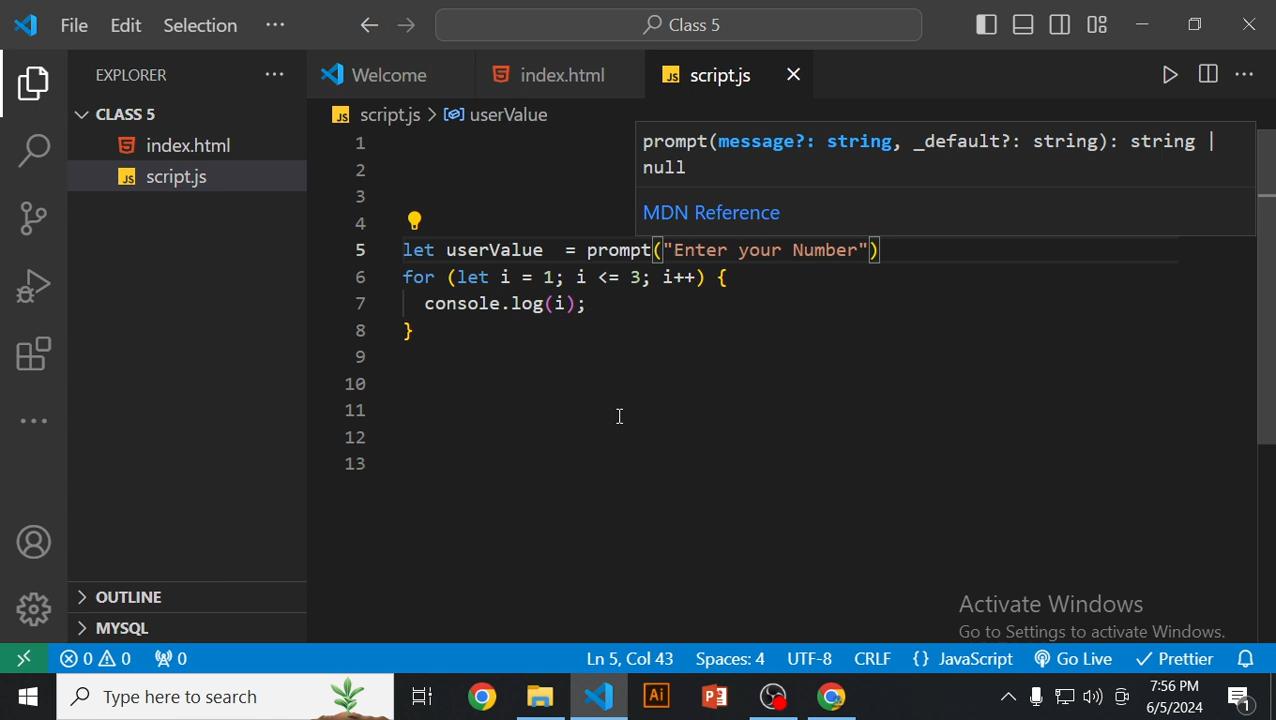 File Edit Selection ··· Class 5
EXPLORER ···
CLASS 5
index.html
script.js
OUTLINE
MYSQL
Welcome index.html JS script.js
JS script.js > userValue
prompt(message?: string, _default?: string): string |
null
MDN Reference
1
2
3
4
5 let userValue = prompt("Enter your Number")
6 for (let i = 1; i <= 3; i++) {
7 console.log(i);
8 }
9
10
11
12
13
Activate Windows
Go to Settings to activate Windows.
0 0 0 Ln 5, Col 43 Spaces: 4 UTF-8 CRLF {} JavaScript Go Live Prettier
Type here to search Ai P 7:56 PM
6/5/2024 1